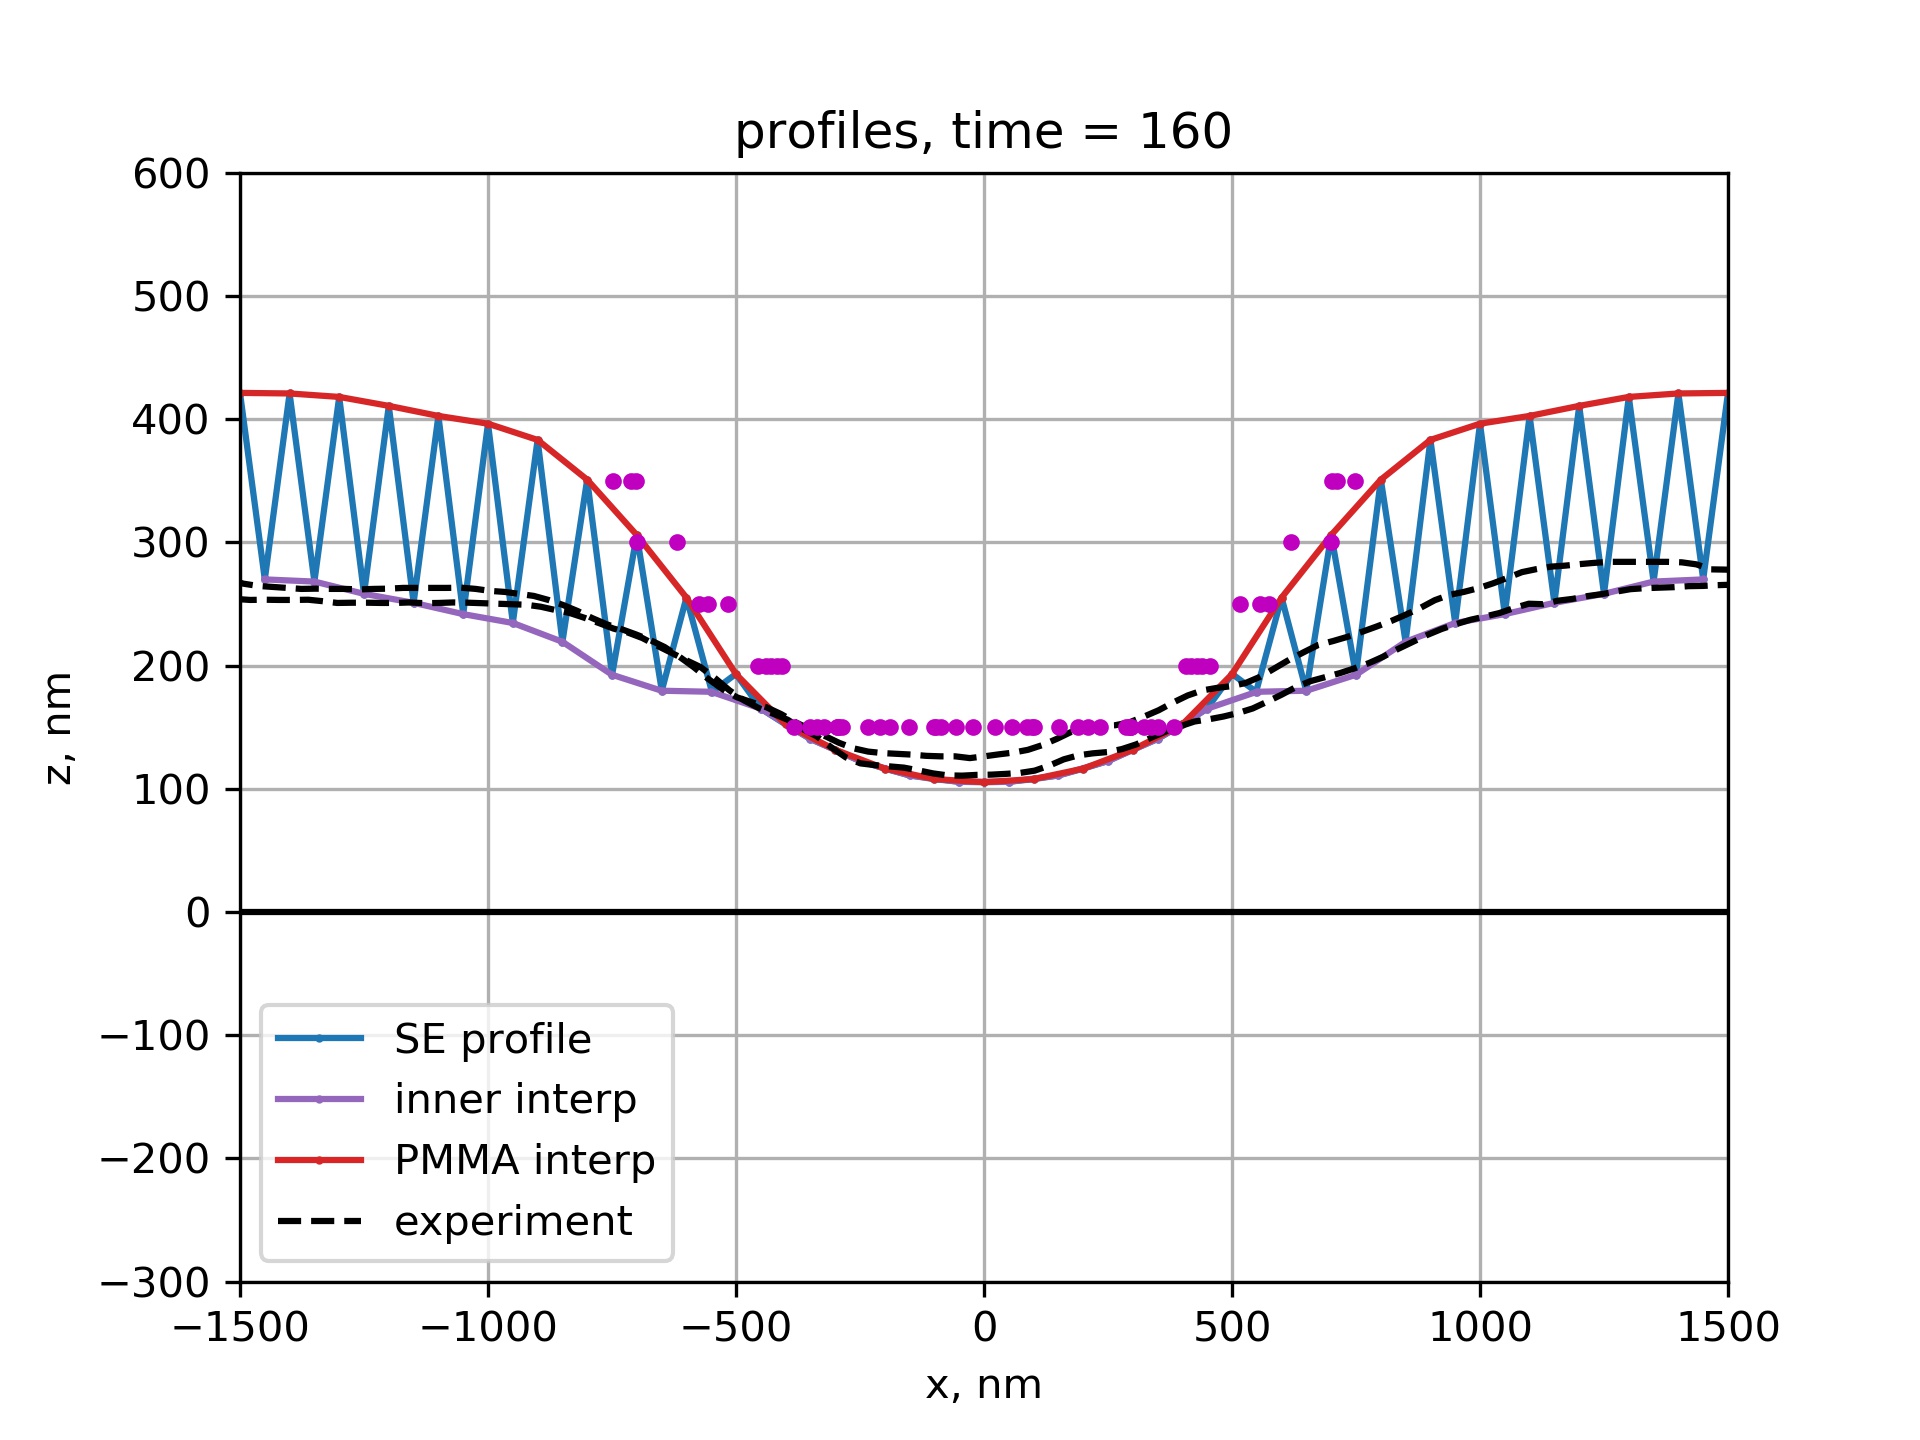 profiles, time = 160
600
500
400
300
200
100
0
−100
−200
−300
z, nm
SE profile
inner interp
PMMA interp
experiment
−1500 −1000 −500 0 500 1000 1500
x, nm